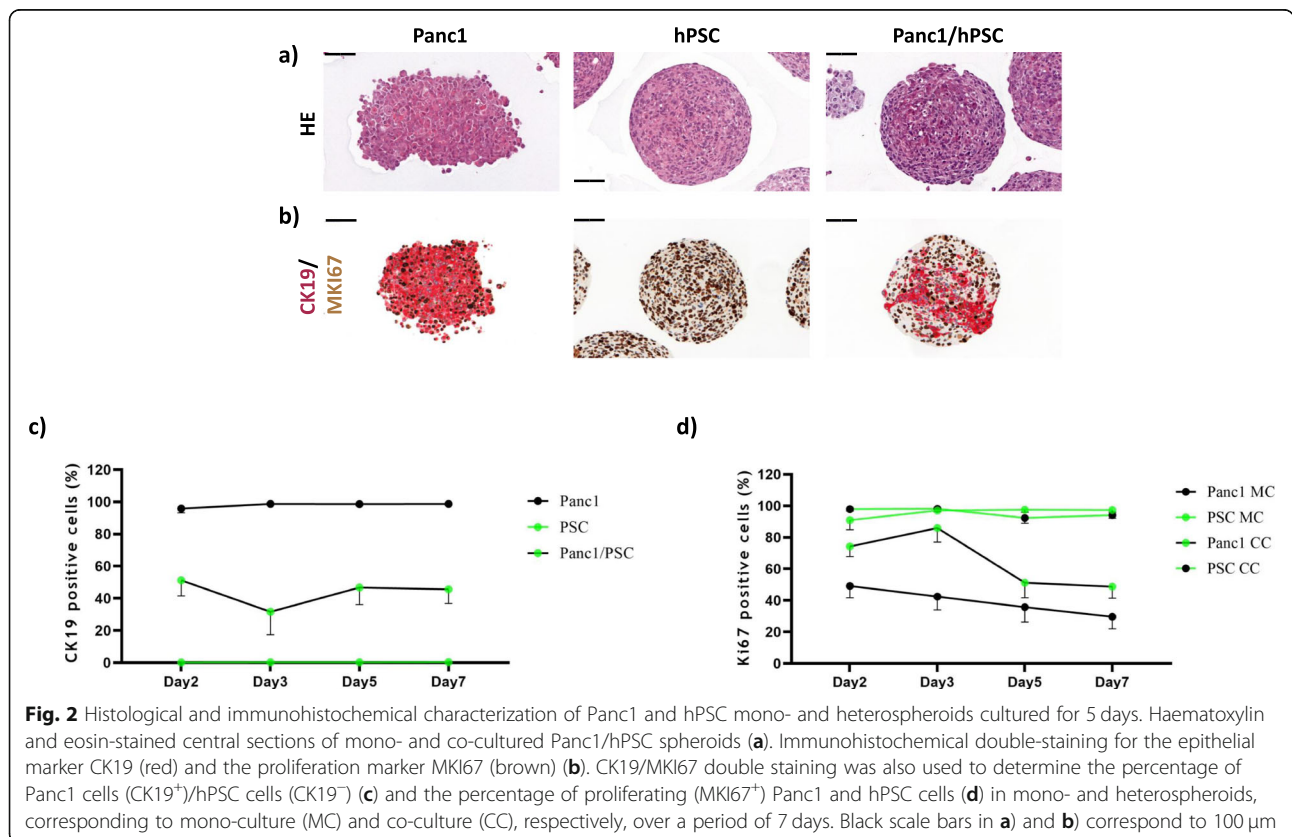 Panc1 hPSC Panc1/hPSC
a)
HE
b)
CK19/
MKI67
c)
CK19 positive cells (%)
120
100
80
60
40
20
0
Day2 Day3 Day5 Day7
Panc1
PSC
Panc1/PSC
d)
Ki67 positive cells (%)
120
100
80
60
40
20
0
Day2 Day3 Day5 Day7
Panc1 MC
PSC MC
Panc1 CC
PSC CC
Fig. 2 Histological and immunohistochemical characterization of Panc1 and hPSC mono- and heterospheroids cultured for 5 days. Haematoxylin
and eosin-stained central sections of mono- and co-cultured Panc1/hPSC spheroids (a). Immunohistochemical double-staining for the epithelial
marker CK19 (red) and the proliferation marker MKI67 (brown) (b). CK19/MKI67 double staining was also used to determine the percentage of
Panc1 cells (CK19⁺)/hPSC cells (CK19⁻) (c) and the percentage of proliferating (MKI67⁺) Panc1 and hPSC cells (d) in mono- and heterospheroids,
corresponding to mono-culture (MC) and co-culture (CC), respectively, over a period of 7 days. Black scale bars in a) and b) correspond to 100 μm